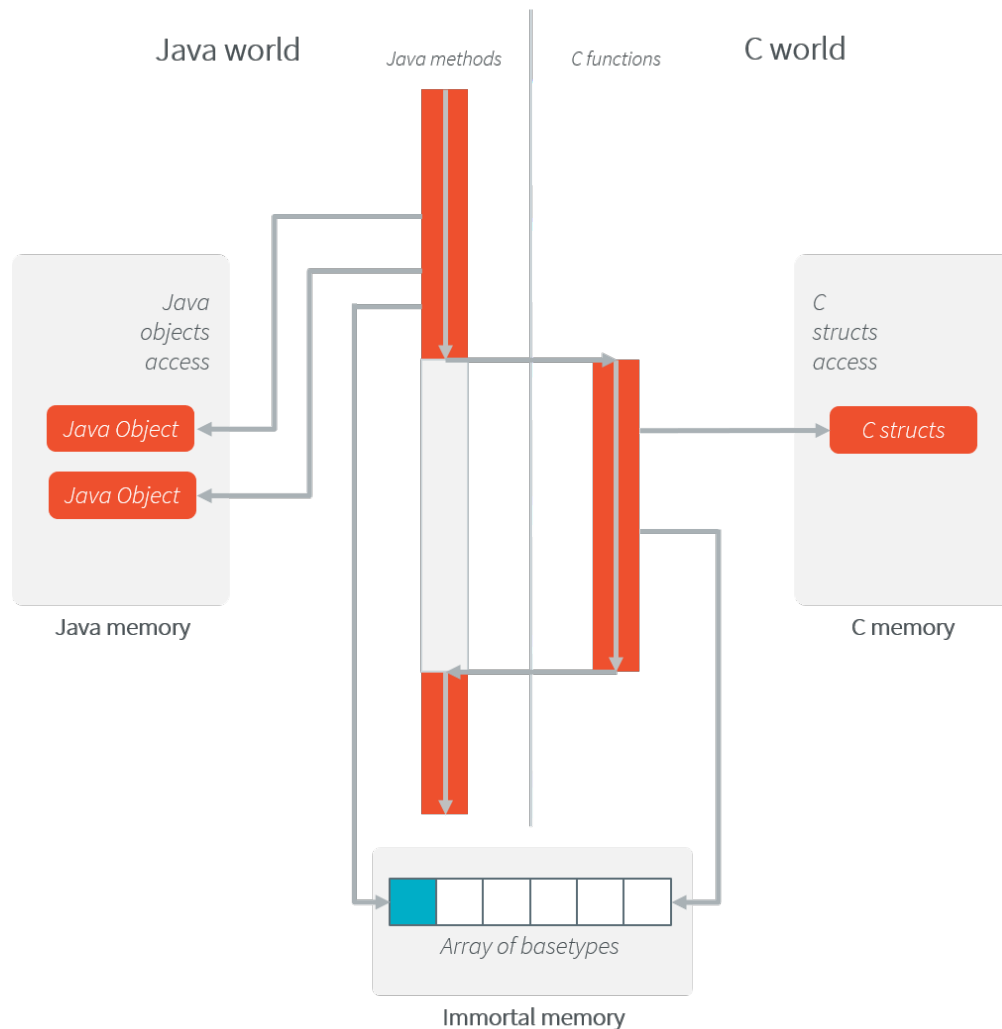 Java world
Java methods
C functions
C world
Java
objects
access
Java Object
Java Object
Java memory
C
structs
access
C structs
C memory
Array of basetypes
Immortal memory